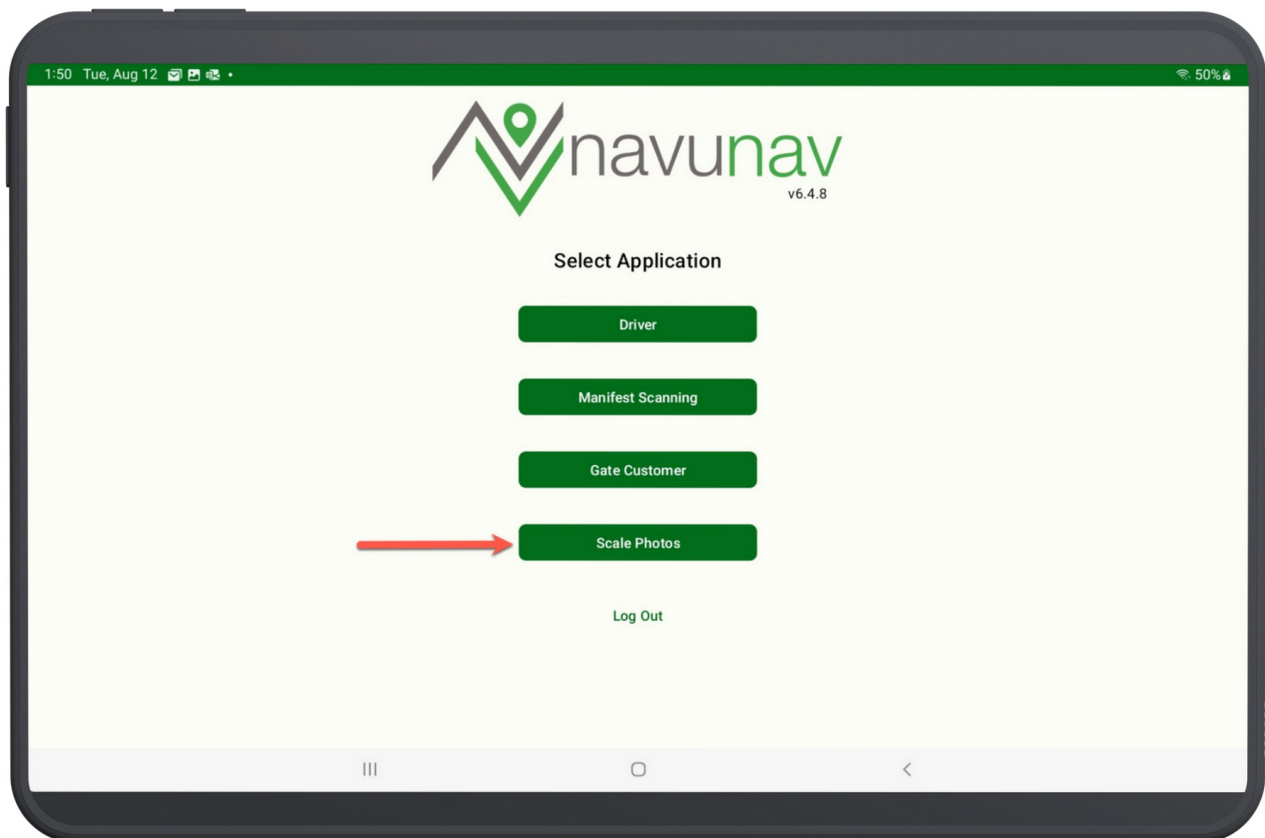 1:50 Tue, Aug 12
50%
navunav
v6.4.8
Select Application
Driver
Manifest Scanning
Gate Customer
Scale Photos
Log Out